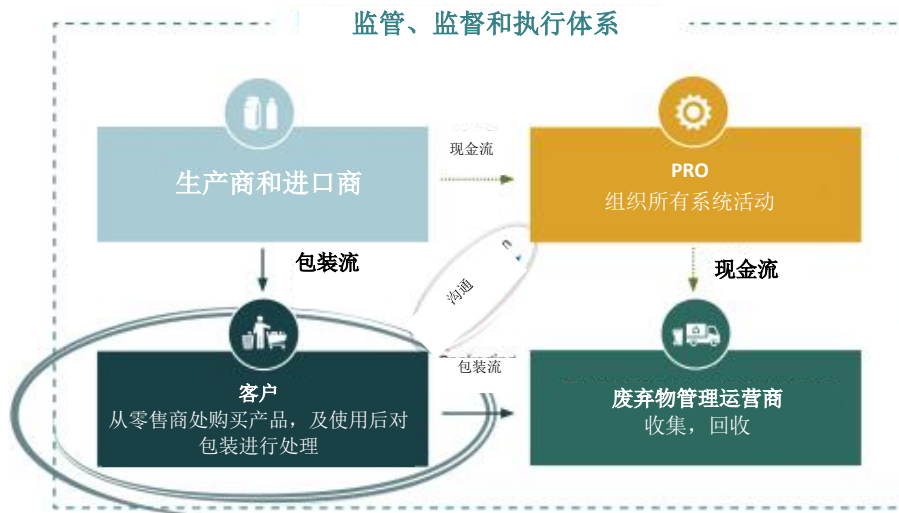 监管、监督和执行体系
生产商和进口商
现金流
PRO
组织所有系统活动
包装流
沟通
现金流
包装流
客户
从零售商处购买产品，及使用后对
包装进行处理
废弃物管理运营商
收集，回收